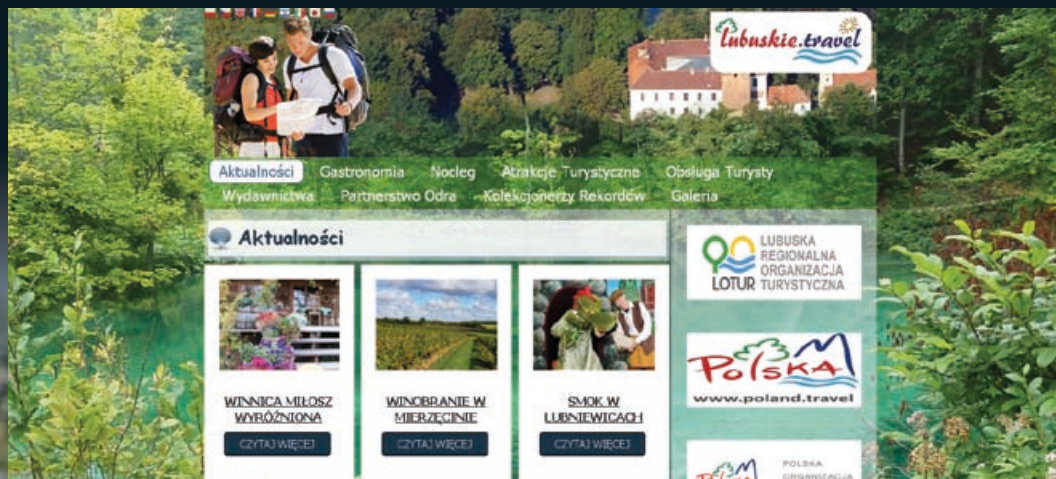 lubuskie.travel
Aktualności Gastronomia Nocleg Atrakcje Turystyczne Obsługa Turysty
Wydawnictwa Partnerstwo Odra Kolekcjonerzy Rekordów Galeria
Aktualności
WINNICA MIŁOSZ
WYRÓŻNIONA
CZYTAJ WIĘCEJ
WINOBRANIE W
MIERZĘCINIE
CZYTAJ WIĘCEJ
SMOK W
LUBNIEWICACH
CZYTAJ WIĘCEJ
LUBUSKA
REGIONALNA
ORGANIZACJA
LOTUR TURYSTYCZNA
POLSKA
www.poland.travel
POLSKA
ORGANIZACJA